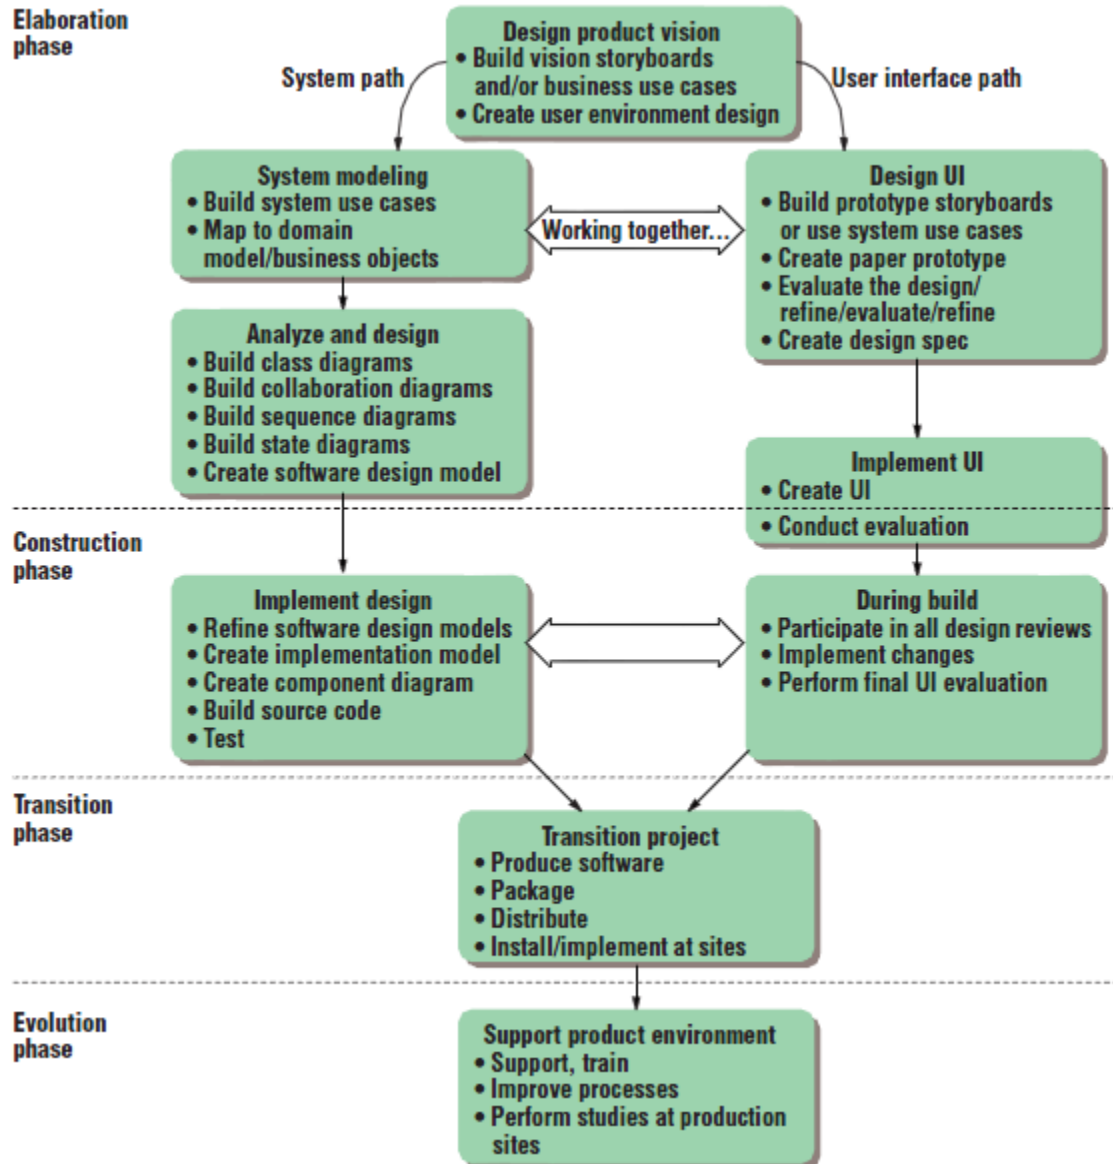 Elaboration
phase
Design product vision
• Build vision storyboards
and/or business use cases
• Create user environment design
System path
User interface path
System modeling
• Build system use cases
• Map to domain
model/business objects
Working together...
Design UI
• Build prototype storyboards
or use system use cases
• Create paper prototype
• Evaluate the design/
refine/evaluate/refine
• Create design spec
Analyze and design
• Build class diagrams
• Build collaboration diagrams
• Build sequence diagrams
• Build state diagrams
• Create software design model
Implement UI
• Create UI
• Conduct evaluation
Construction
phase
Implement design
• Refine software design models
• Create implementation model
• Create component diagram
• Build source code
• Test
During build
• Participate in all design reviews
• Implement changes
• Perform final UI evaluation
Transition
phase
Transition project
• Produce software
• Package
• Distribute
• Install/implement at sites
Evolution
phase
Support product environment
• Support, train
• Improve processes
• Perform studies at production
sites